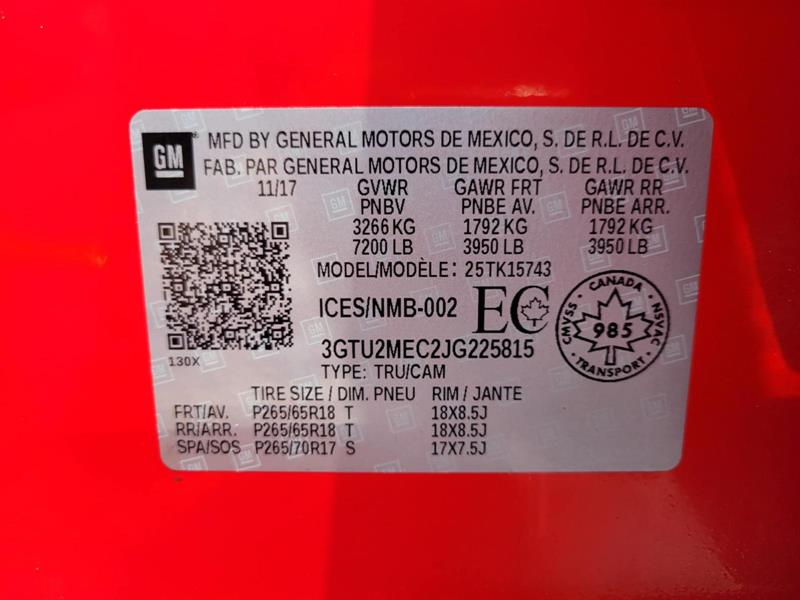 GM
MFD BY GENERAL MOTORS DE MEXICO, S. DE R.L. DE C.V.
FAB. PAR GENERAL MOTORS DE MEXICO, S. DE R.L. DE C.V.
11/17 GVWR GAWR FRT GAWR RR
PNBV PNBE AV. PNBE ARR.
3266 KG 1792 KG 1792 KG
7200 LB 3950 LB 3950 LB
MODEL/MODÈLE: 25TK15743
ICES/NMB-002 EC
CANADA
CMVSS 985 NSVAC
TRANSPORT
3GTU2MEC2JG225815
130X
TYPE: TRU/CAM
TIRE SIZE / DIM. PNEU RIM / JANTE
FRT/AV. P265/65R18 T 18X8.5J
RR/ARR. P265/65R18 T 18X8.5J
SPA/SOS P265/70R17 S 17X7.5J